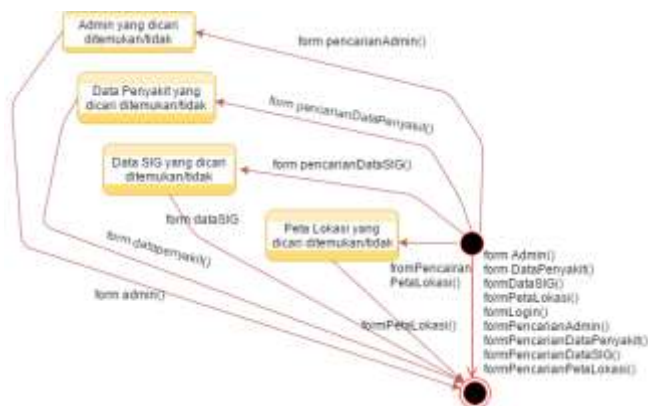 Admin yang dicari
ditemukan/tidak
form pencarianAdmin()
Data Penyakit yang
dicari ditemukan/tidak
form pencarianDataPenyakit()
Data SIG yang dicari
ditemukan/tidak
form pencarianDataSIG()
form dataSIG
Peta Lokasi yang
dicari ditemukan/tidak
form datapenyakit()
form admin()
fromPencairan
PetaLokasi()
formPetaLokasi()
form Admin()
form DataPenyakit()
formDataSIG()
formPetaLokasi()
formLogin()
formPencarianAdmin()
formPencarianDataPenyakit()
formPencarianDataSIG()
formPencarianPetaLokasi()